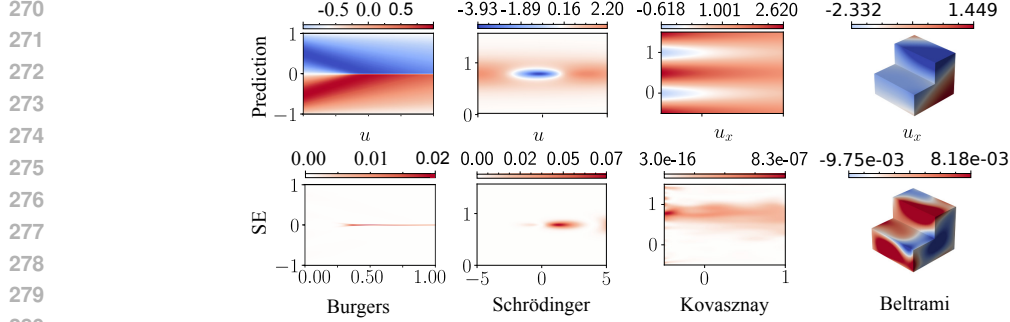 270
271
272
273
274
275
276
277
278
279
-0.5 0.0 0.5
-3.93 -1.89 0.16 2.20
-0.618 1.001 2.620
-2.332 1.449
Prediction
1
0
−1
1
0
1
0
u
u
u_x
u_x
0.00 0.01 0.02
0.00 0.02 0.05 0.07
3.0e-16 8.3e-07
-9.75e-03 8.18e-03
SE
1
0
−1
1
0
1
0
0.00 0.50 1.00
−5 0 5
0 1
Burgers
Schrödinger
Kovasznay
Beltrami